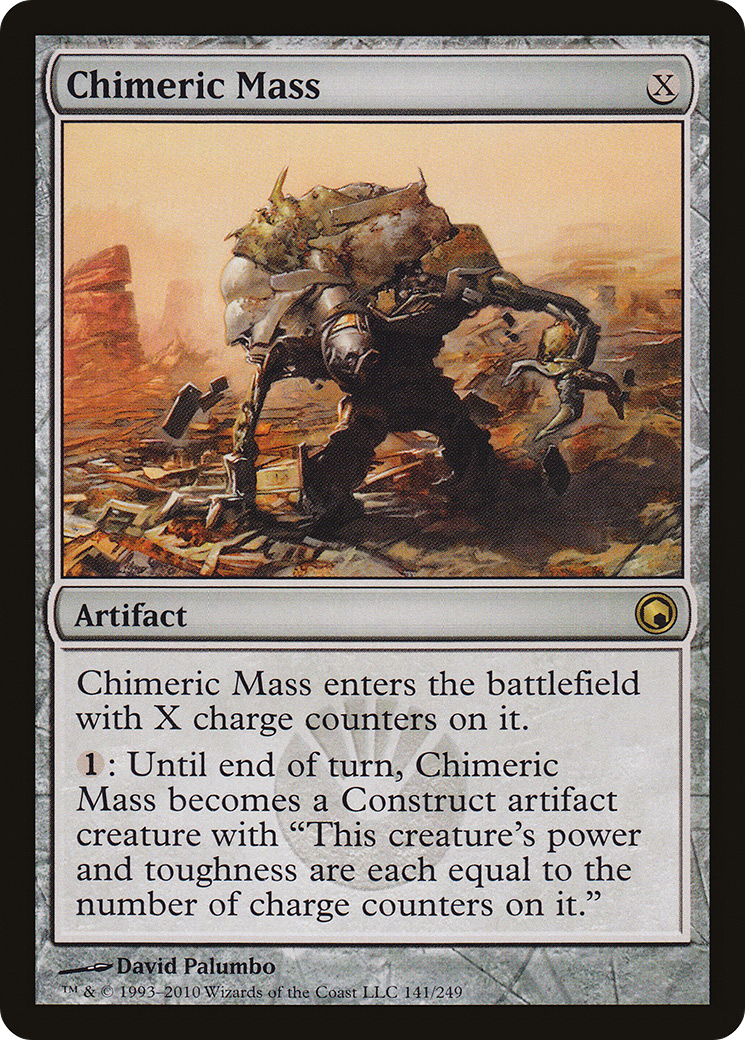 Chimeric Mass X
Artifact
Chimeric Mass enters the battlefield
with X charge counters on it.
1: Until end of turn, Chimeric
Mass becomes a Construct artifact
creature with “This creature’s power
and toughness are each equal to the
number of charge counters on it.”
David Palumbo
™ & © 1993–2010 Wizards of the Coast LLC 141/249